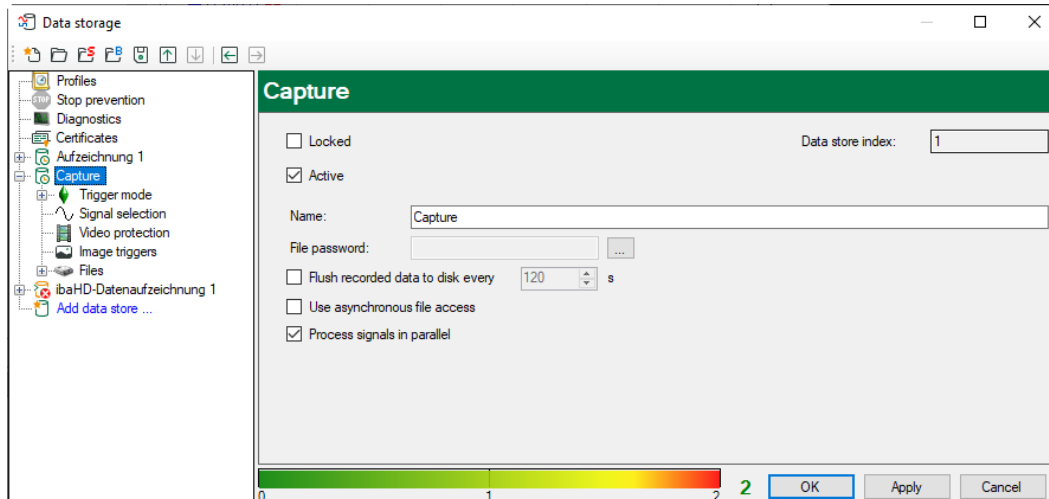 Data storage
Profiles
Stop prevention
Diagnostics
Certificates
Aufzeichnung 1
Capture
Trigger mode
Signal selection
Video protection
Image triggers
Files
ibaHD-Datenaufzeichnung 1
Add data store ...
Capture
Locked
Data store index: 1
Active
Name: Capture
File password: ...
Flush recorded data to disk every 120 s
Use asynchronous file access
Process signals in parallel
0 1 2 2 OK Apply Cancel